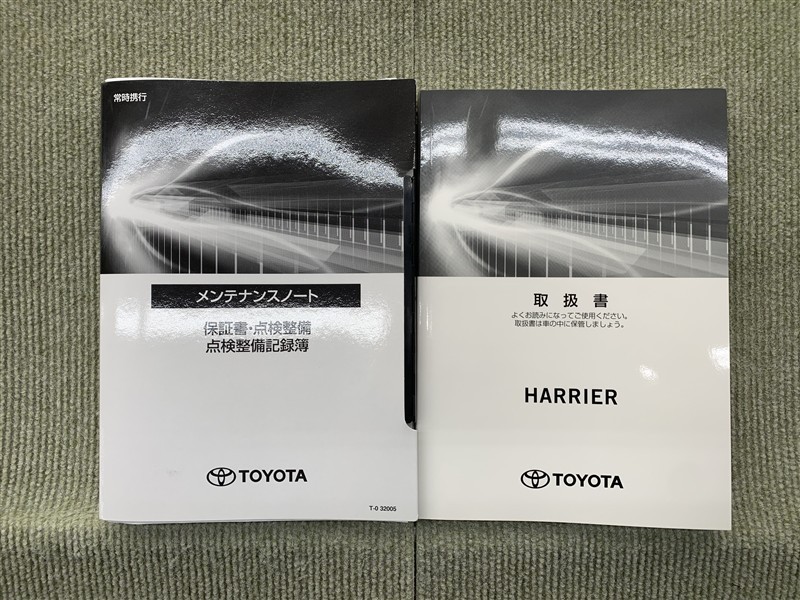 常時携行
メンテナンスノート
保証書・点検整備
点検整備記録簿
TOYOTA
T-0 32005
取扱書
よくお読みになってご使用ください。
取扱書は車の中に保管しましょう。
HARRIER
TOYOTA